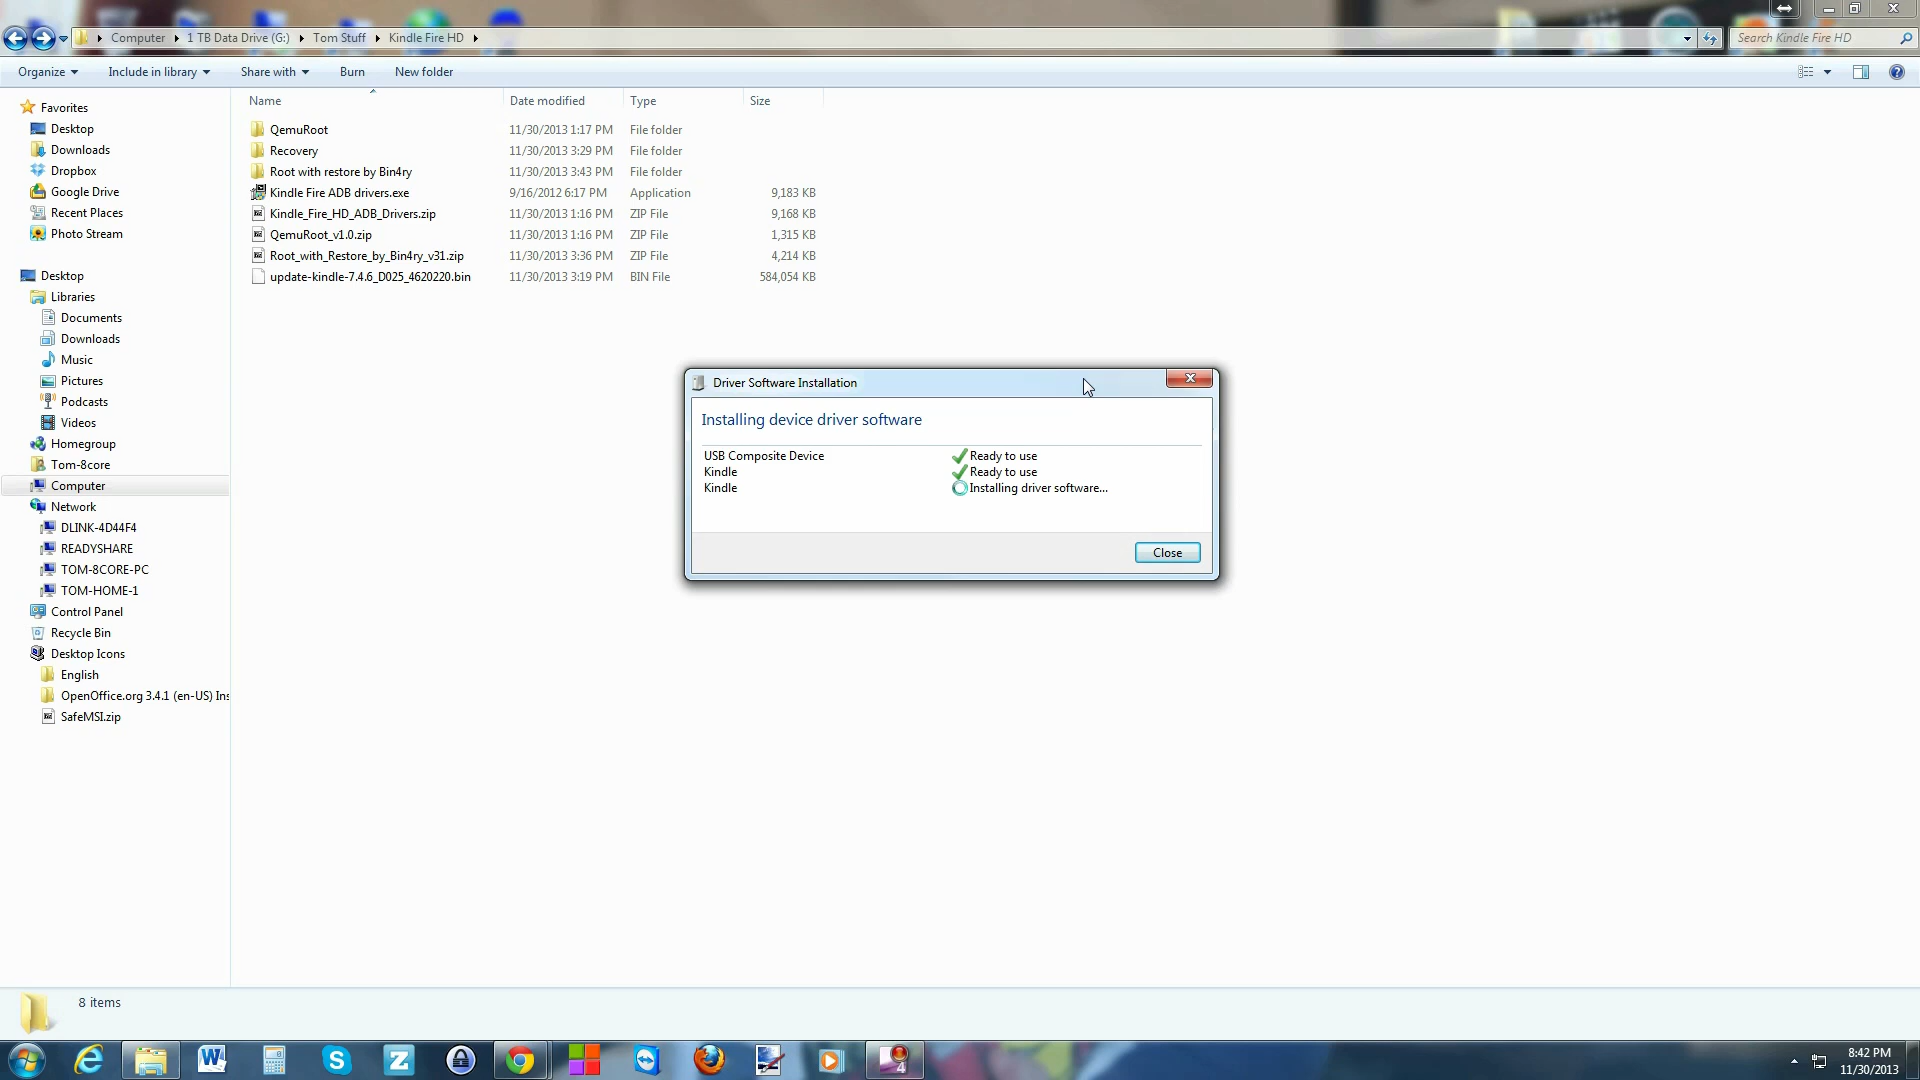 Computer 1 TB Data Drive (G:) Tom Stuff Kindle Fire HD
Search Kindle Fire HD
Organize Include in library Share with Burn New folder
Name Date modified Type Size
QemuRoot 11/30/2013 1:17 PM File folder
Recovery 11/30/2013 3:29 PM File folder
Root with restore by Bin4ry 11/30/2013 3:43 PM File folder
Kindle Fire ADB drivers.exe 9/16/2012 6:17 PM Application 9,183 KB
Kindle_Fire_HD_ADB_Drivers.zip 11/30/2013 1:16 PM ZIP File 9,168 KB
QemuRoot_v1.0.zip 11/30/2013 1:16 PM ZIP File 1,315 KB
Root_with_Restore_by_Bin4ry_v31.zip 11/30/2013 3:36 PM ZIP File 4,214 KB
update-kindle-7.4.6_D025_4620220.bin 11/30/2013 3:19 PM BIN File 584,054 KB
Favorites
Desktop
Downloads
Dropbox
Google Drive
Recent Places
Photo Stream
Desktop
Libraries
Documents
Downloads
Music
Pictures
Podcasts
Videos
Homegroup
Tom-8core
Computer
Network
DLINK-4D44F4
READYSHARE
TOM-8CORE-PC
TOM-HOME-1
Control Panel
Recycle Bin
Desktop Icons
English
OpenOffice.org 3.4.1 (en-US) Ins
SafeMSI.zip
Driver Software Installation
Installing device driver software
USB Composite Device Ready to use
Kindle Ready to use
Kindle Installing driver software...
Close
8 items
4
8:42 PM
11/30/2013